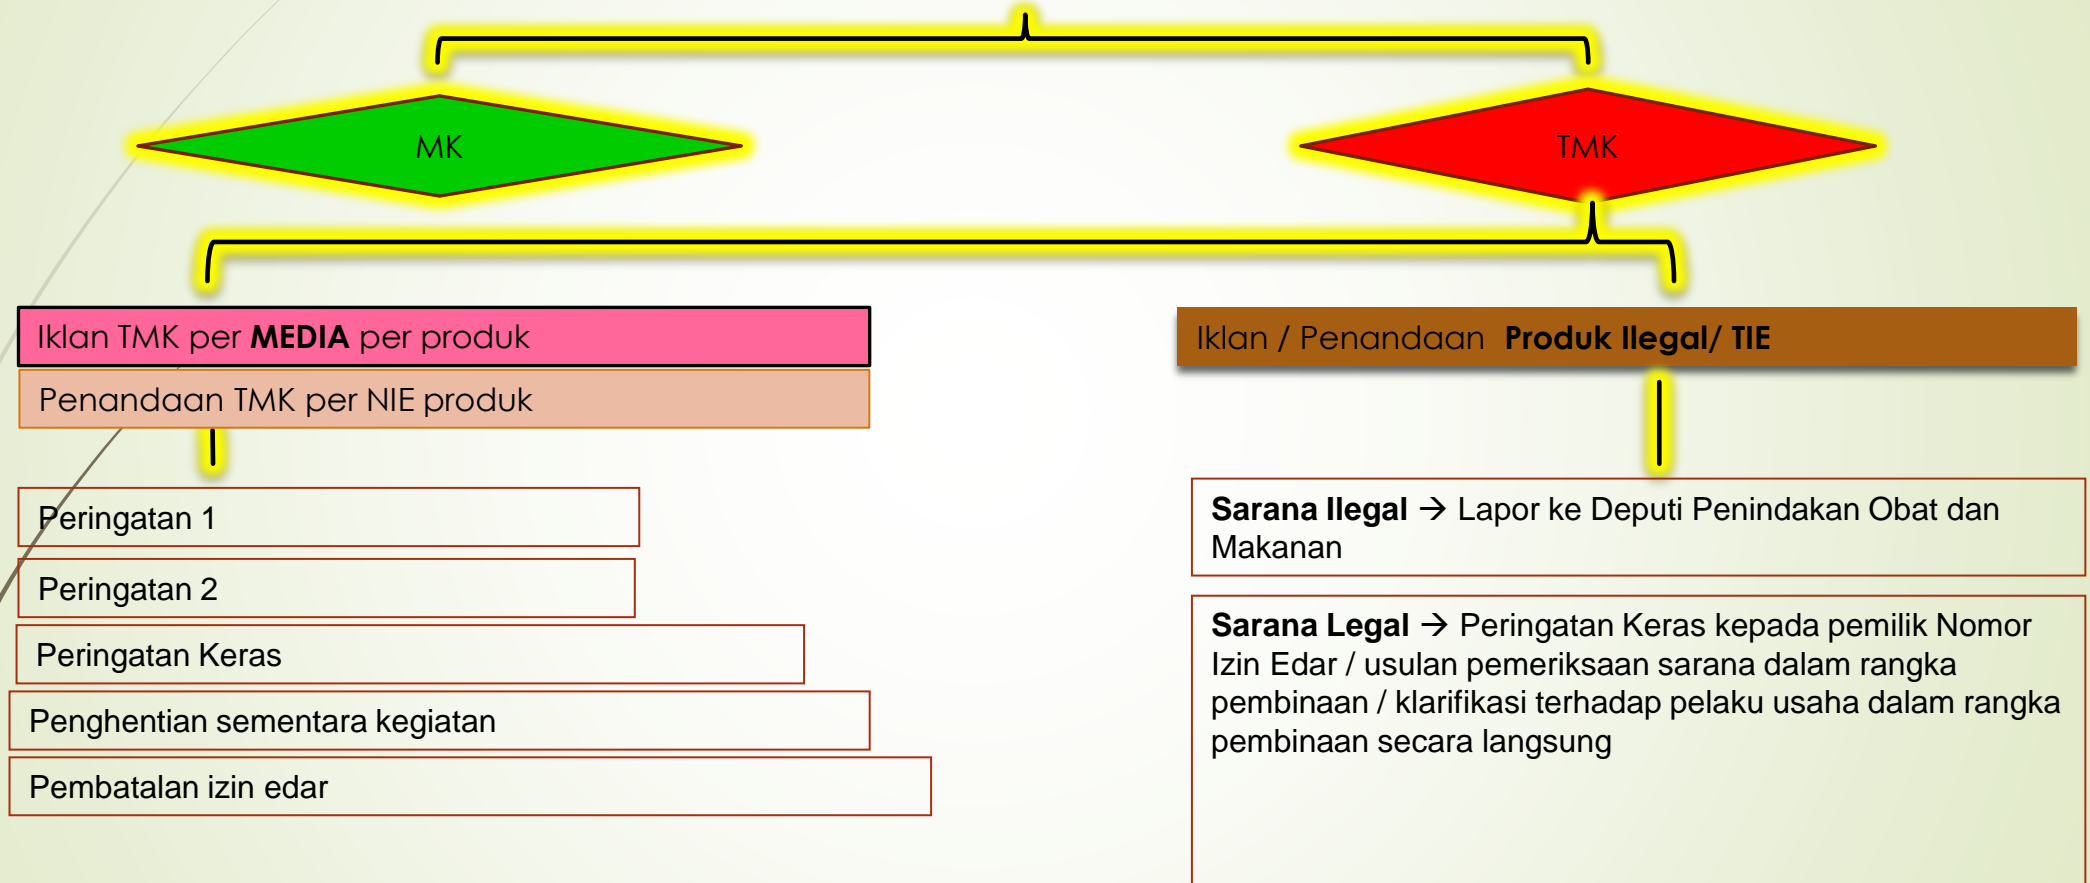 MK
TMK
Iklan TMK per MEDIA per produk
Penandaan TMK per NIE produk
Peringatan 1
Peringatan 2
Peringatan Keras
Penghentian sementara kegiatan
Pembatalan izin edar
Iklan / Penandaan Produk Ilegal/ TIE
Sarana Ilegal → Lapor ke Deputi Penindakan Obat dan
Makanan
Sarana Legal → Peringatan Keras kepada pemilik Nomor
Izin Edar / usulan pemeriksaan sarana dalam rangka
pembinaan / klarifikasi terhadap pelaku usaha dalam rangka
pembinaan secara langsung